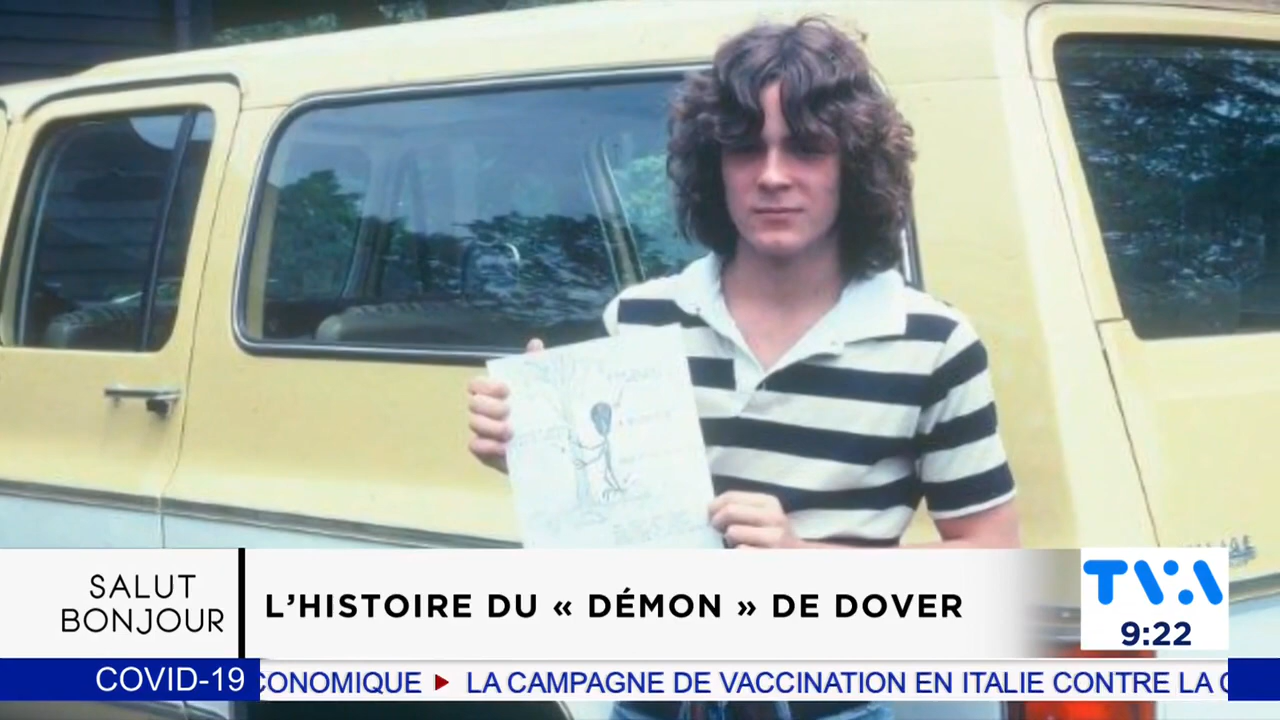 SALUT
BONJOUR
L’HISTOIRE DU « DÉMON » DE DOVER
TVA
9:22
COVID-19
CONOMIQUE ▶ LA CAMPAGNE DE VACCINATION EN ITALIE CONTRE LA C